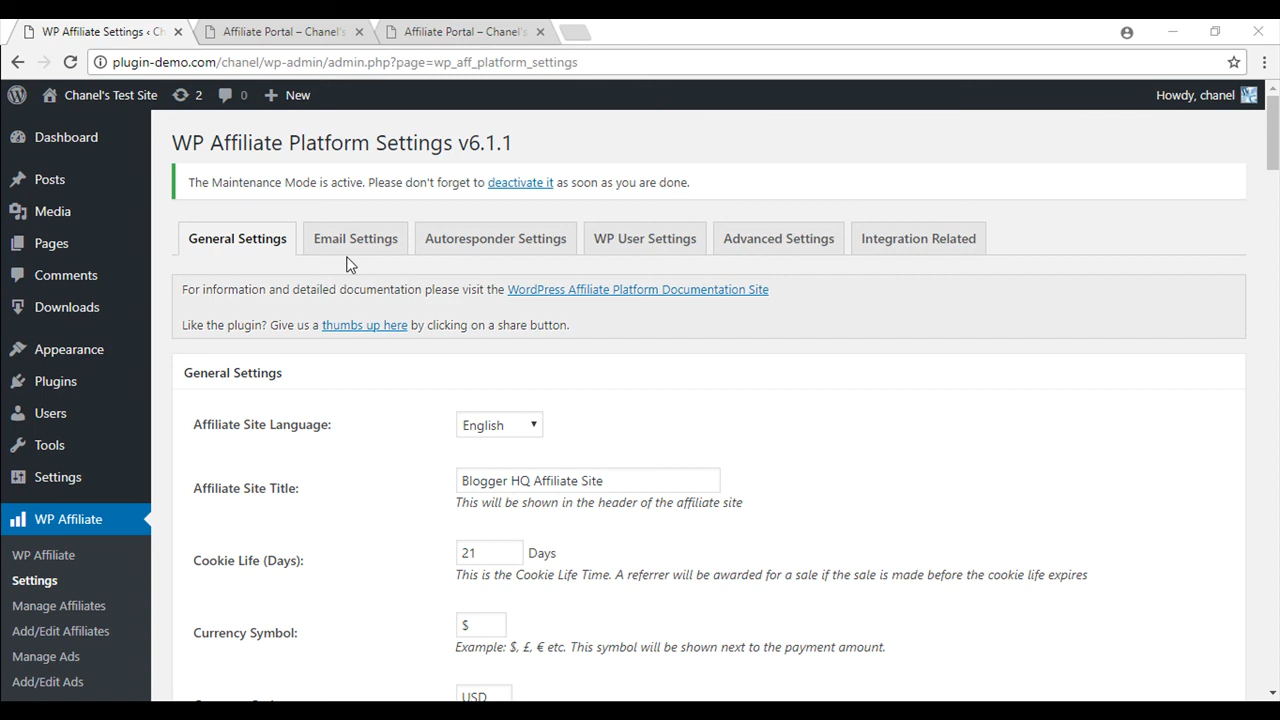 WP Affiliate Settings ‹ Ch
Affiliate Portal – Chanel's
Affiliate Portal – Chanel's
plugin-demo.com/chanel/wp-admin/admin.php?page=wp_aff_platform_settings
Chanel's Test Site
2
0
New
Howdy, chanel
Dashboard
Posts
Media
Pages
Comments
Downloads
Appearance
Plugins
Users
Tools
Settings
WP Affiliate
WP Affiliate
Settings
Manage Affiliates
Add/Edit Affiliates
Manage Ads
Add/Edit Ads
WP Affiliate Platform Settings v6.1.1
The Maintenance Mode is active. Please don't forget to deactivate it as soon as you are done.
General Settings
Email Settings
Autoresponder Settings
WP User Settings
Advanced Settings
Integration Related
For information and detailed documentation please visit the WordPress Affiliate Platform Documentation Site
Like the plugin? Give us a thumbs up here by clicking on a share button.
General Settings
Affiliate Site Language:
English
Affiliate Site Title:
Blogger HQ Affiliate Site
This will be shown in the header of the affiliate site
Cookie Life (Days):
21 Days
This is the Cookie Life Time. A referrer will be awarded for a sale if the sale is made before the cookie life expires
Currency Symbol:
$
Example: $, £, € etc. This symbol will be shown next to the payment amount.
USD